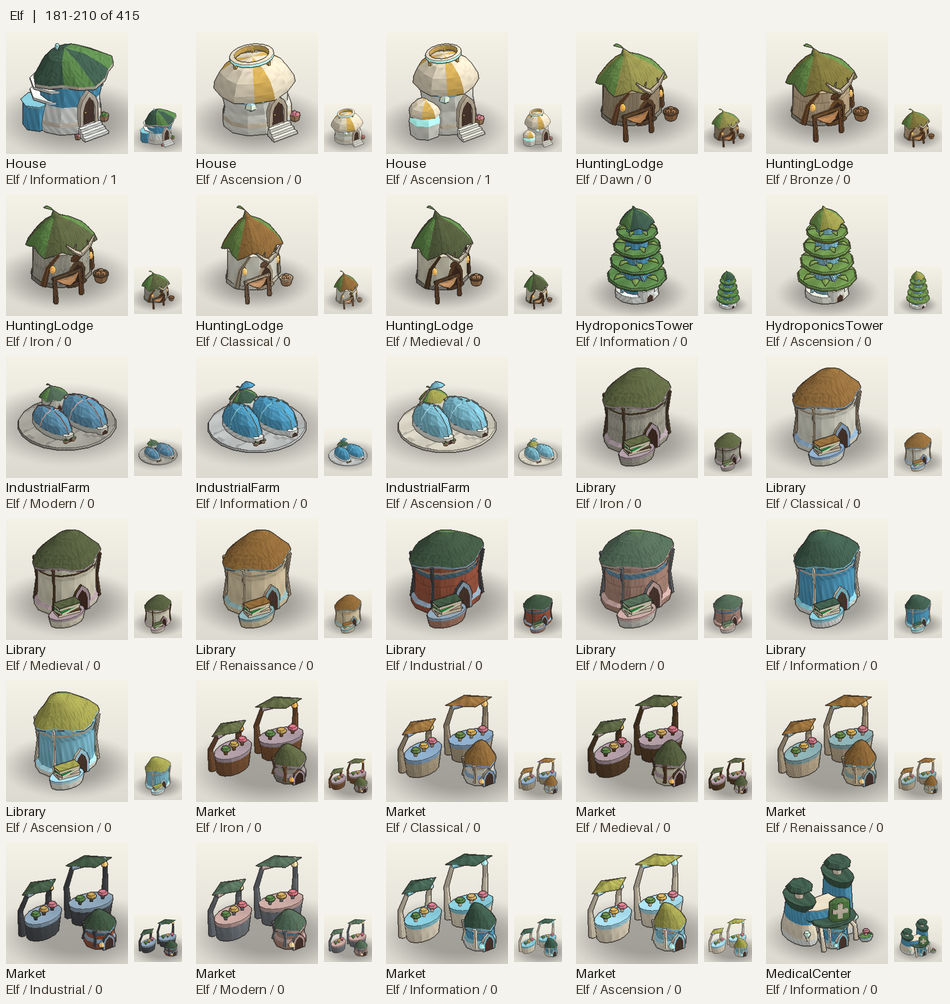 Elf | 181-210 of 415
House House House HuntingLodge HuntingLodge
Elf / Information / 1 Elf / Ascension / 0 Elf / Ascension / 1 Elf / Dawn / 0 Elf / Bronze / 0
HuntingLodge HuntingLodge HuntingLodge HydroponicsTower HydroponicsTower
Elf / Iron / 0 Elf / Classical / 0 Elf / Medieval / 0 Elf / Information / 0 Elf / Ascension / 0
IndustrialFarm IndustrialFarm IndustrialFarm Library Library
Elf / Modern / 0 Elf / Information / 0 Elf / Ascension / 0 Elf / Iron / 0 Elf / Classical / 0
Library Library Library Library Library
Elf / Medieval / 0 Elf / Renaissance / 0 Elf / Industrial / 0 Elf / Modern / 0 Elf / Information / 0
Library Market Market Market Market
Elf / Ascension / 0 Elf / Iron / 0 Elf / Classical / 0 Elf / Medieval / 0 Elf / Renaissance / 0
Market Market Market Market MedicalCenter
Elf / Industrial / 0 Elf / Modern / 0 Elf / Information / 0 Elf / Ascension / 0 Elf / Information / 0